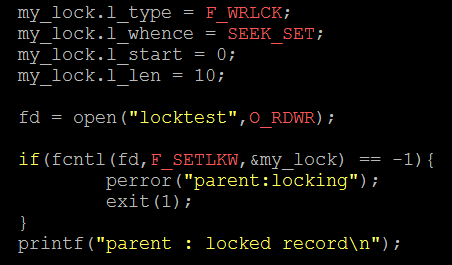 my_lock.l_type = F_WRLCK;
my_lock.l_whence = SEEK_SET;
my_lock.l_start = 0;
my_lock.l_len = 10;
fd = open("locktest",O_RDWR);
if(fcntl(fd,F_SETLKW,&my_lock) == -1){
perror("parent:locking");
exit(1);
}
printf("parent : locked record\n");